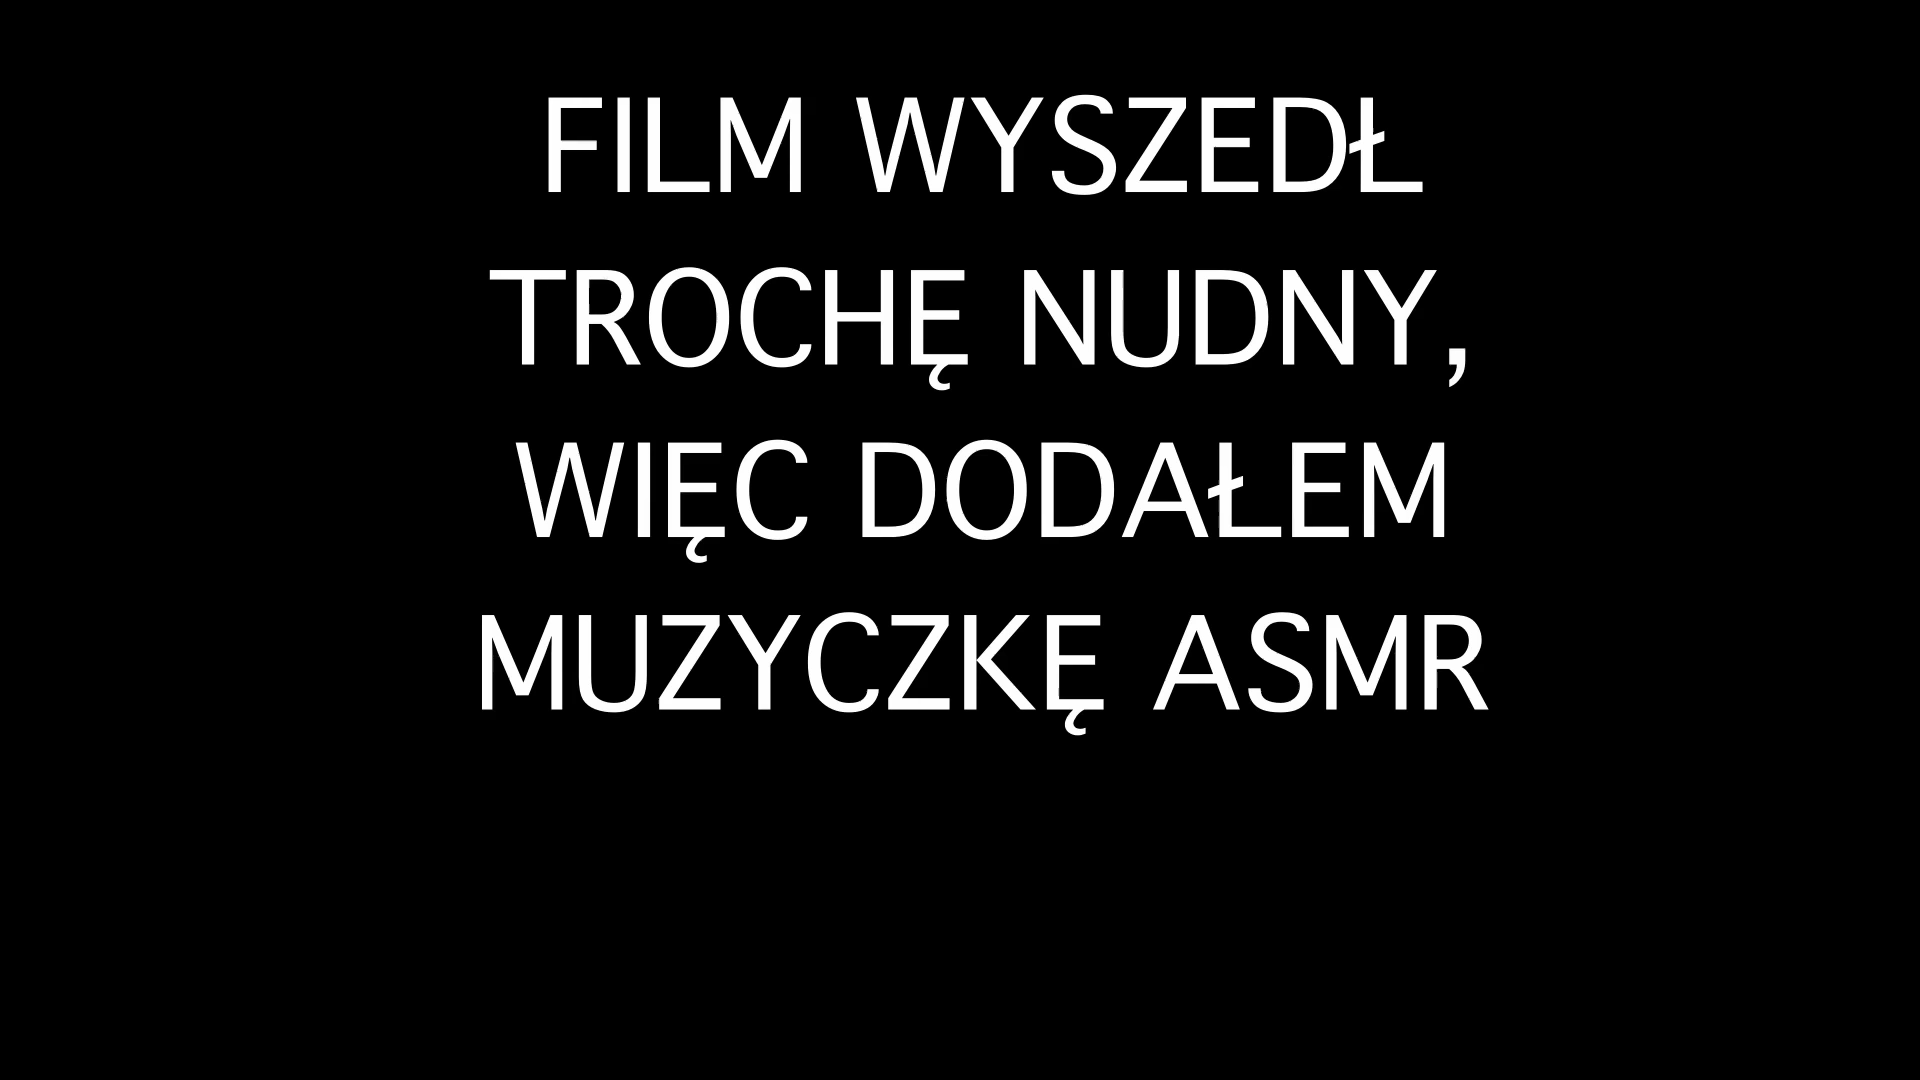 FILM WYSZEDŁ
TROCHĘ NUDNY,
WIĘC DODAŁEM
MUZYCZKĘ ASMR